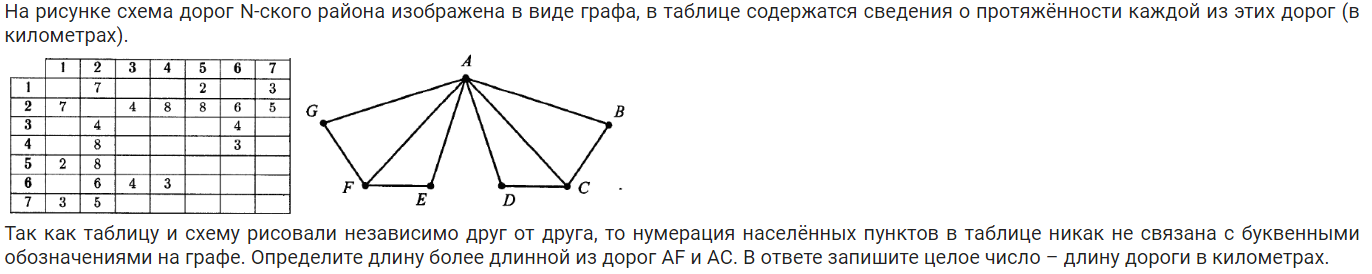 На рисунке схема дорог N-ского района изображена в виде графа, в таблице содержатся сведения о протяжённости каждой из этих дорог (в
километрах).
1 2 3 4 5 6 7
1 7 2 3
2 7 4 8 8 6 5
3 4 4
4 8 3
5 2 8
6 6 4 3
7 3 5
A
G
B
F
E
D
C
Так как таблицу и схему рисовали независимо друг от друга, то нумерация населённых пунктов в таблице никак не связана с буквенными
обозначениями на графе. Определите длину более длинной из дорог AF и AC. В ответе запишите целое число – длину дороги в километрах.